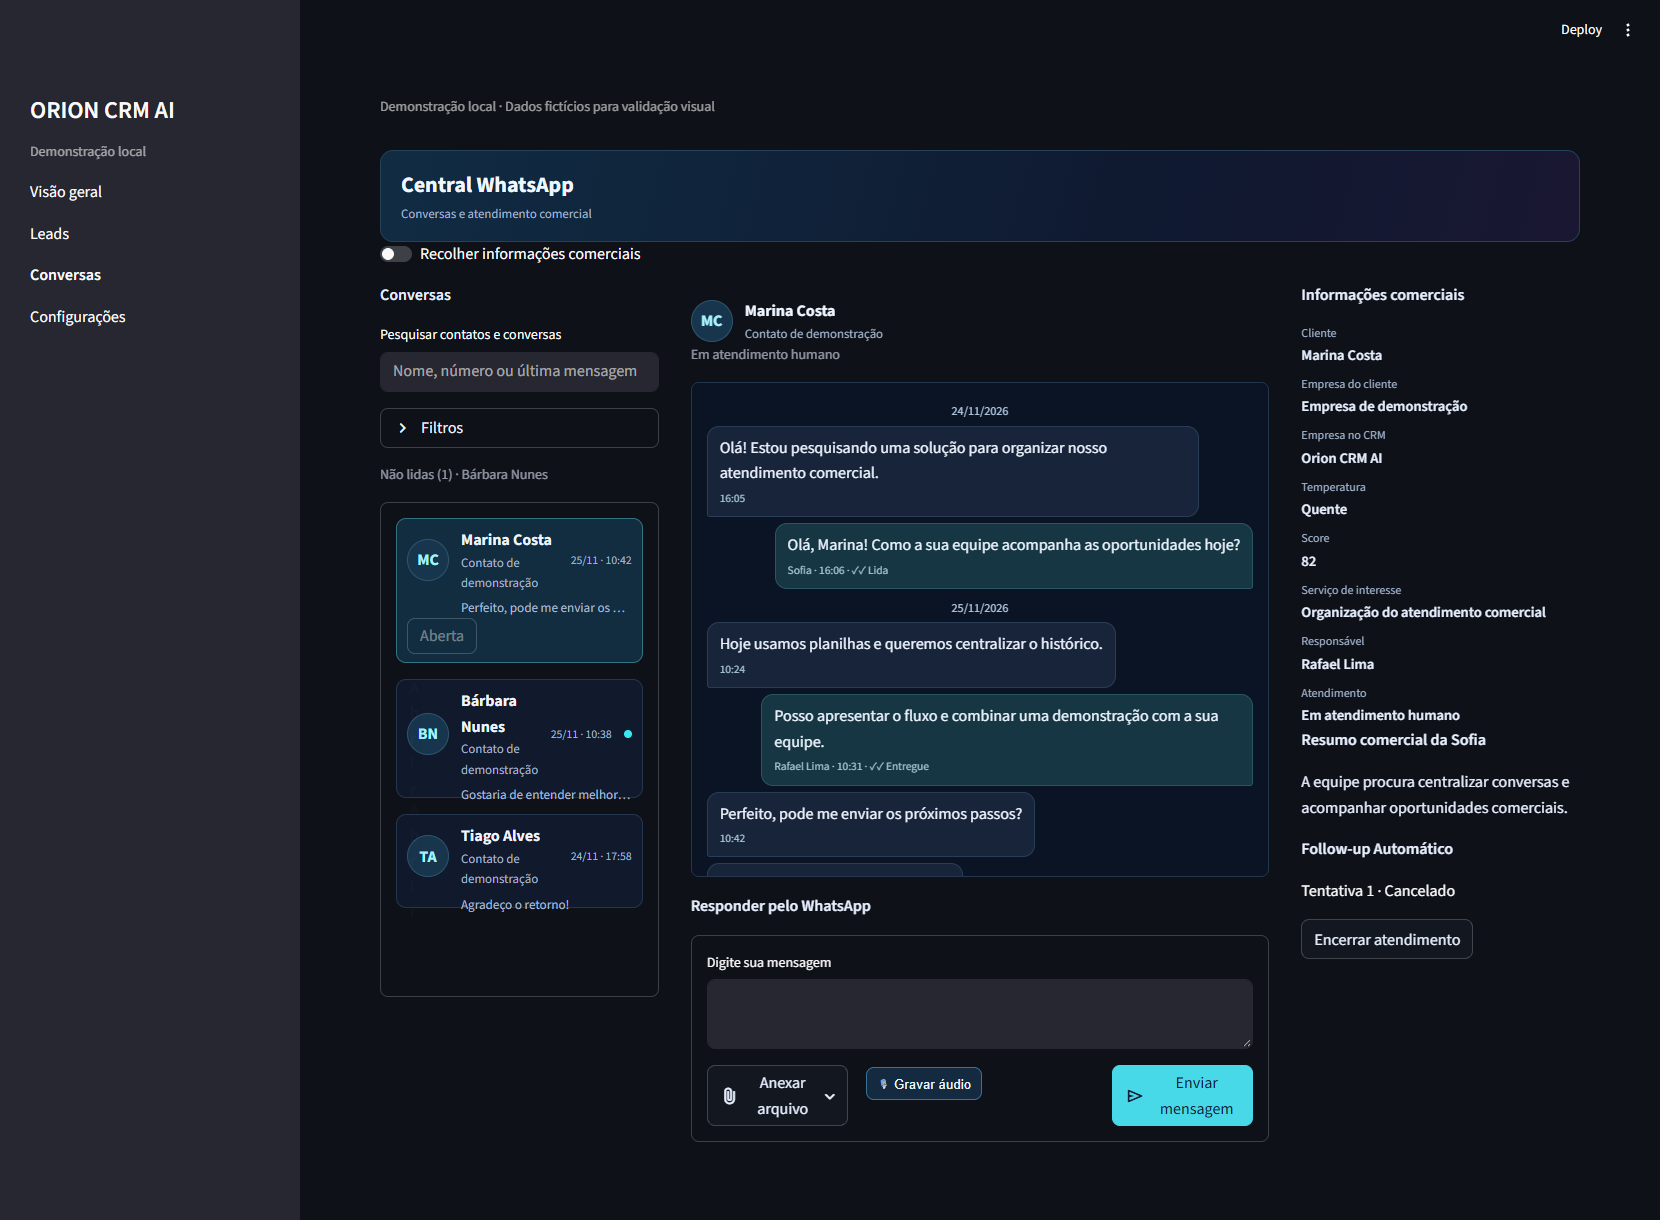 Deploy
ORION CRM AI
Demonstração local
Visão geral
Leads
Conversas
Configurações
Demonstração local · Dados fictícios para validação visual
Central WhatsApp
Conversas e atendimento comercial
Recolher informações comerciais
Conversas
Pesquisar contatos e conversas
Nome, número ou última mensagem
Filtros
Não lidas (1) · Bárbara Nunes
MC
Marina Costa
Contato de
demonstração
25/11 · 10:42
Perfeito, pode me enviar os …
Aberta
BN
Bárbara
Nunes
Contato de
demonstração
25/11 · 10:38
Gostaria de entender melhor…
TA
Tiago Alves
Contato de
demonstração
24/11 · 17:58
Agradeço o retorno!
MC
Marina Costa
Contato de demonstração
Em atendimento humano
24/11/2026
Olá! Estou pesquisando uma solução para organizar nosso
atendimento comercial.
16:05
Olá, Marina! Como a sua equipe acompanha as oportunidades hoje?
Sofia · 16:06 · ✓✓ Lida
25/11/2026
Hoje usamos planilhas e queremos centralizar o histórico.
10:24
Posso apresentar o fluxo e combinar uma demonstração com a sua
equipe.
Rafael Lima · 10:31 · ✓✓ Entregue
Perfeito, pode me enviar os próximos passos?
10:42
Responder pelo WhatsApp
Digite sua mensagem
Anexar
arquivo
Gravar áudio
Enviar
mensagem
Informações comerciais
Cliente
Marina Costa
Empresa do cliente
Empresa de demonstração
Empresa no CRM
Orion CRM AI
Temperatura
Quente
Score
82
Serviço de interesse
Organização do atendimento comercial
Responsável
Rafael Lima
Atendimento
Em atendimento humano
Resumo comercial da Sofia
A equipe procura centralizar conversas e
acompanhar oportunidades comerciais.
Follow-up Automático
Tentativa 1 · Cancelado
Encerrar atendimento